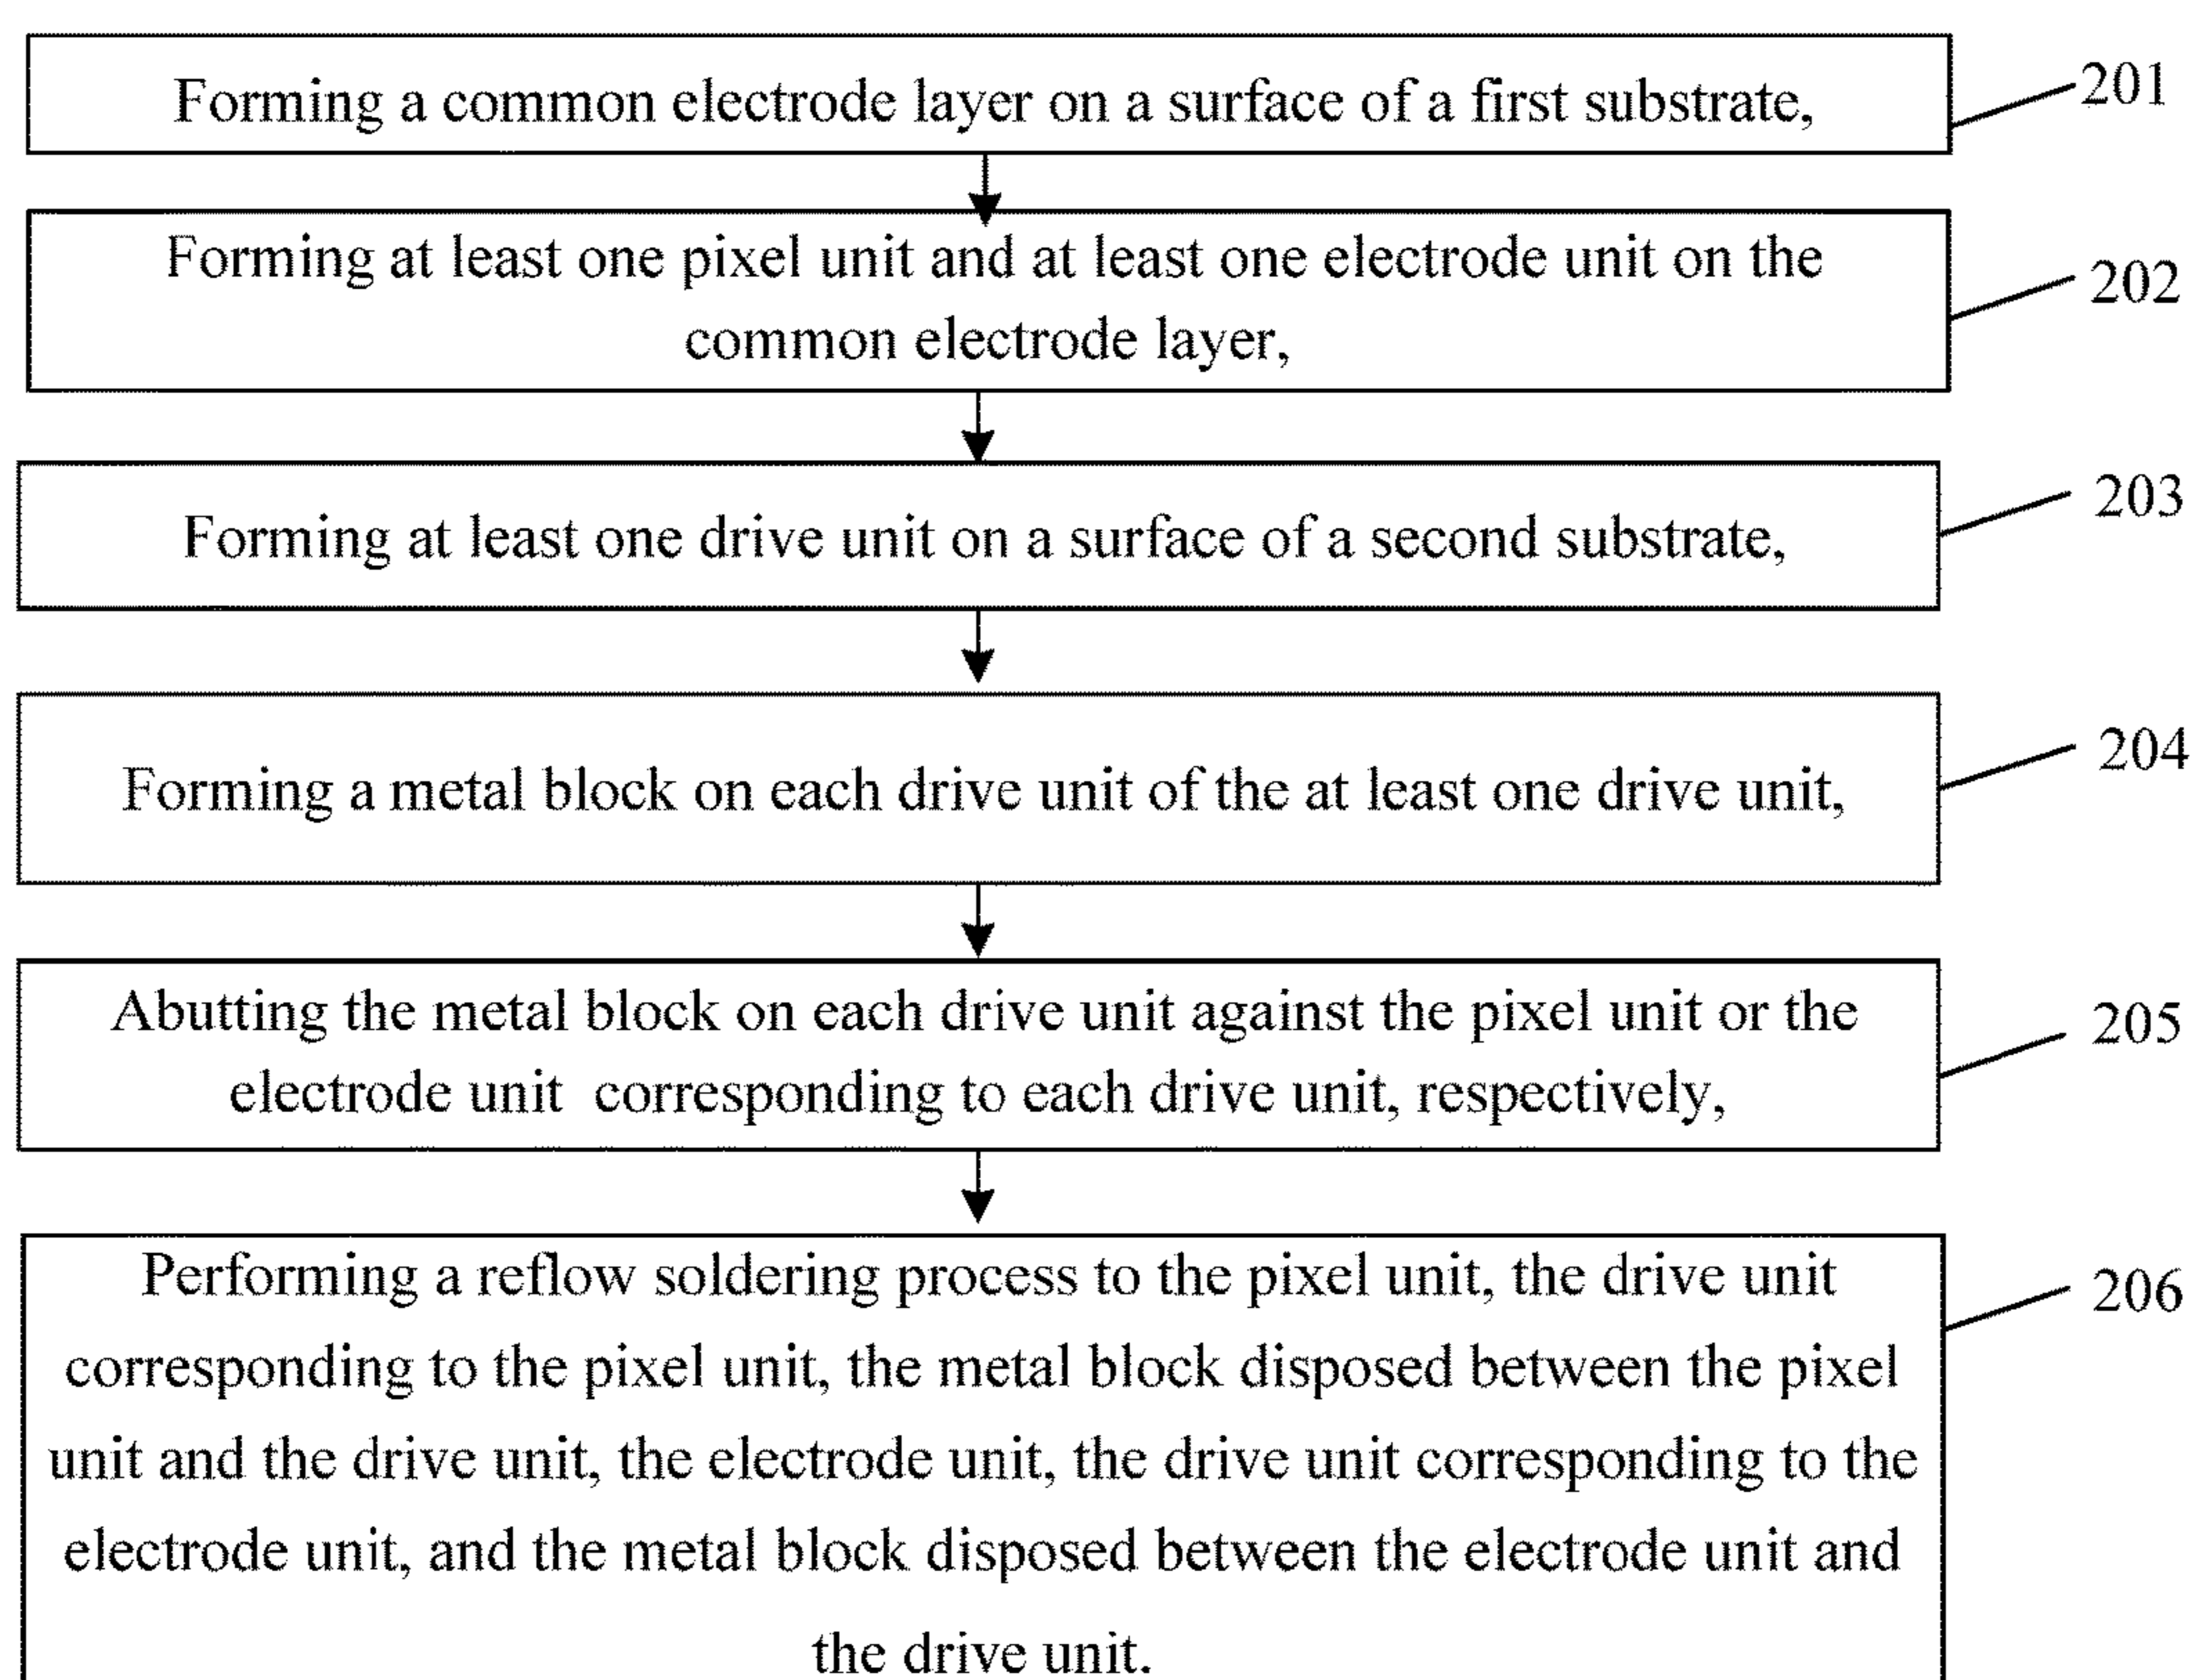 Forming a common electrode layer on a surface of a first substrate,
201
Forming at least one pixel unit and at least one electrode unit on the
common electrode layer,
202
Forming at least one drive unit on a surface of a second substrate,
203
Forming a metal block on each drive unit of the at least one drive unit,
204
Abutting the metal block on each drive unit against the pixel unit or the
electrode unit corresponding to each drive unit, respectively,
205
Performing a reflow soldering process to the pixel unit, the drive unit
corresponding to the pixel unit, the metal block disposed between the pixel
unit and the drive unit, the electrode unit, the drive unit corresponding to the
electrode unit, and the metal block disposed between the electrode unit and
the drive unit.
206